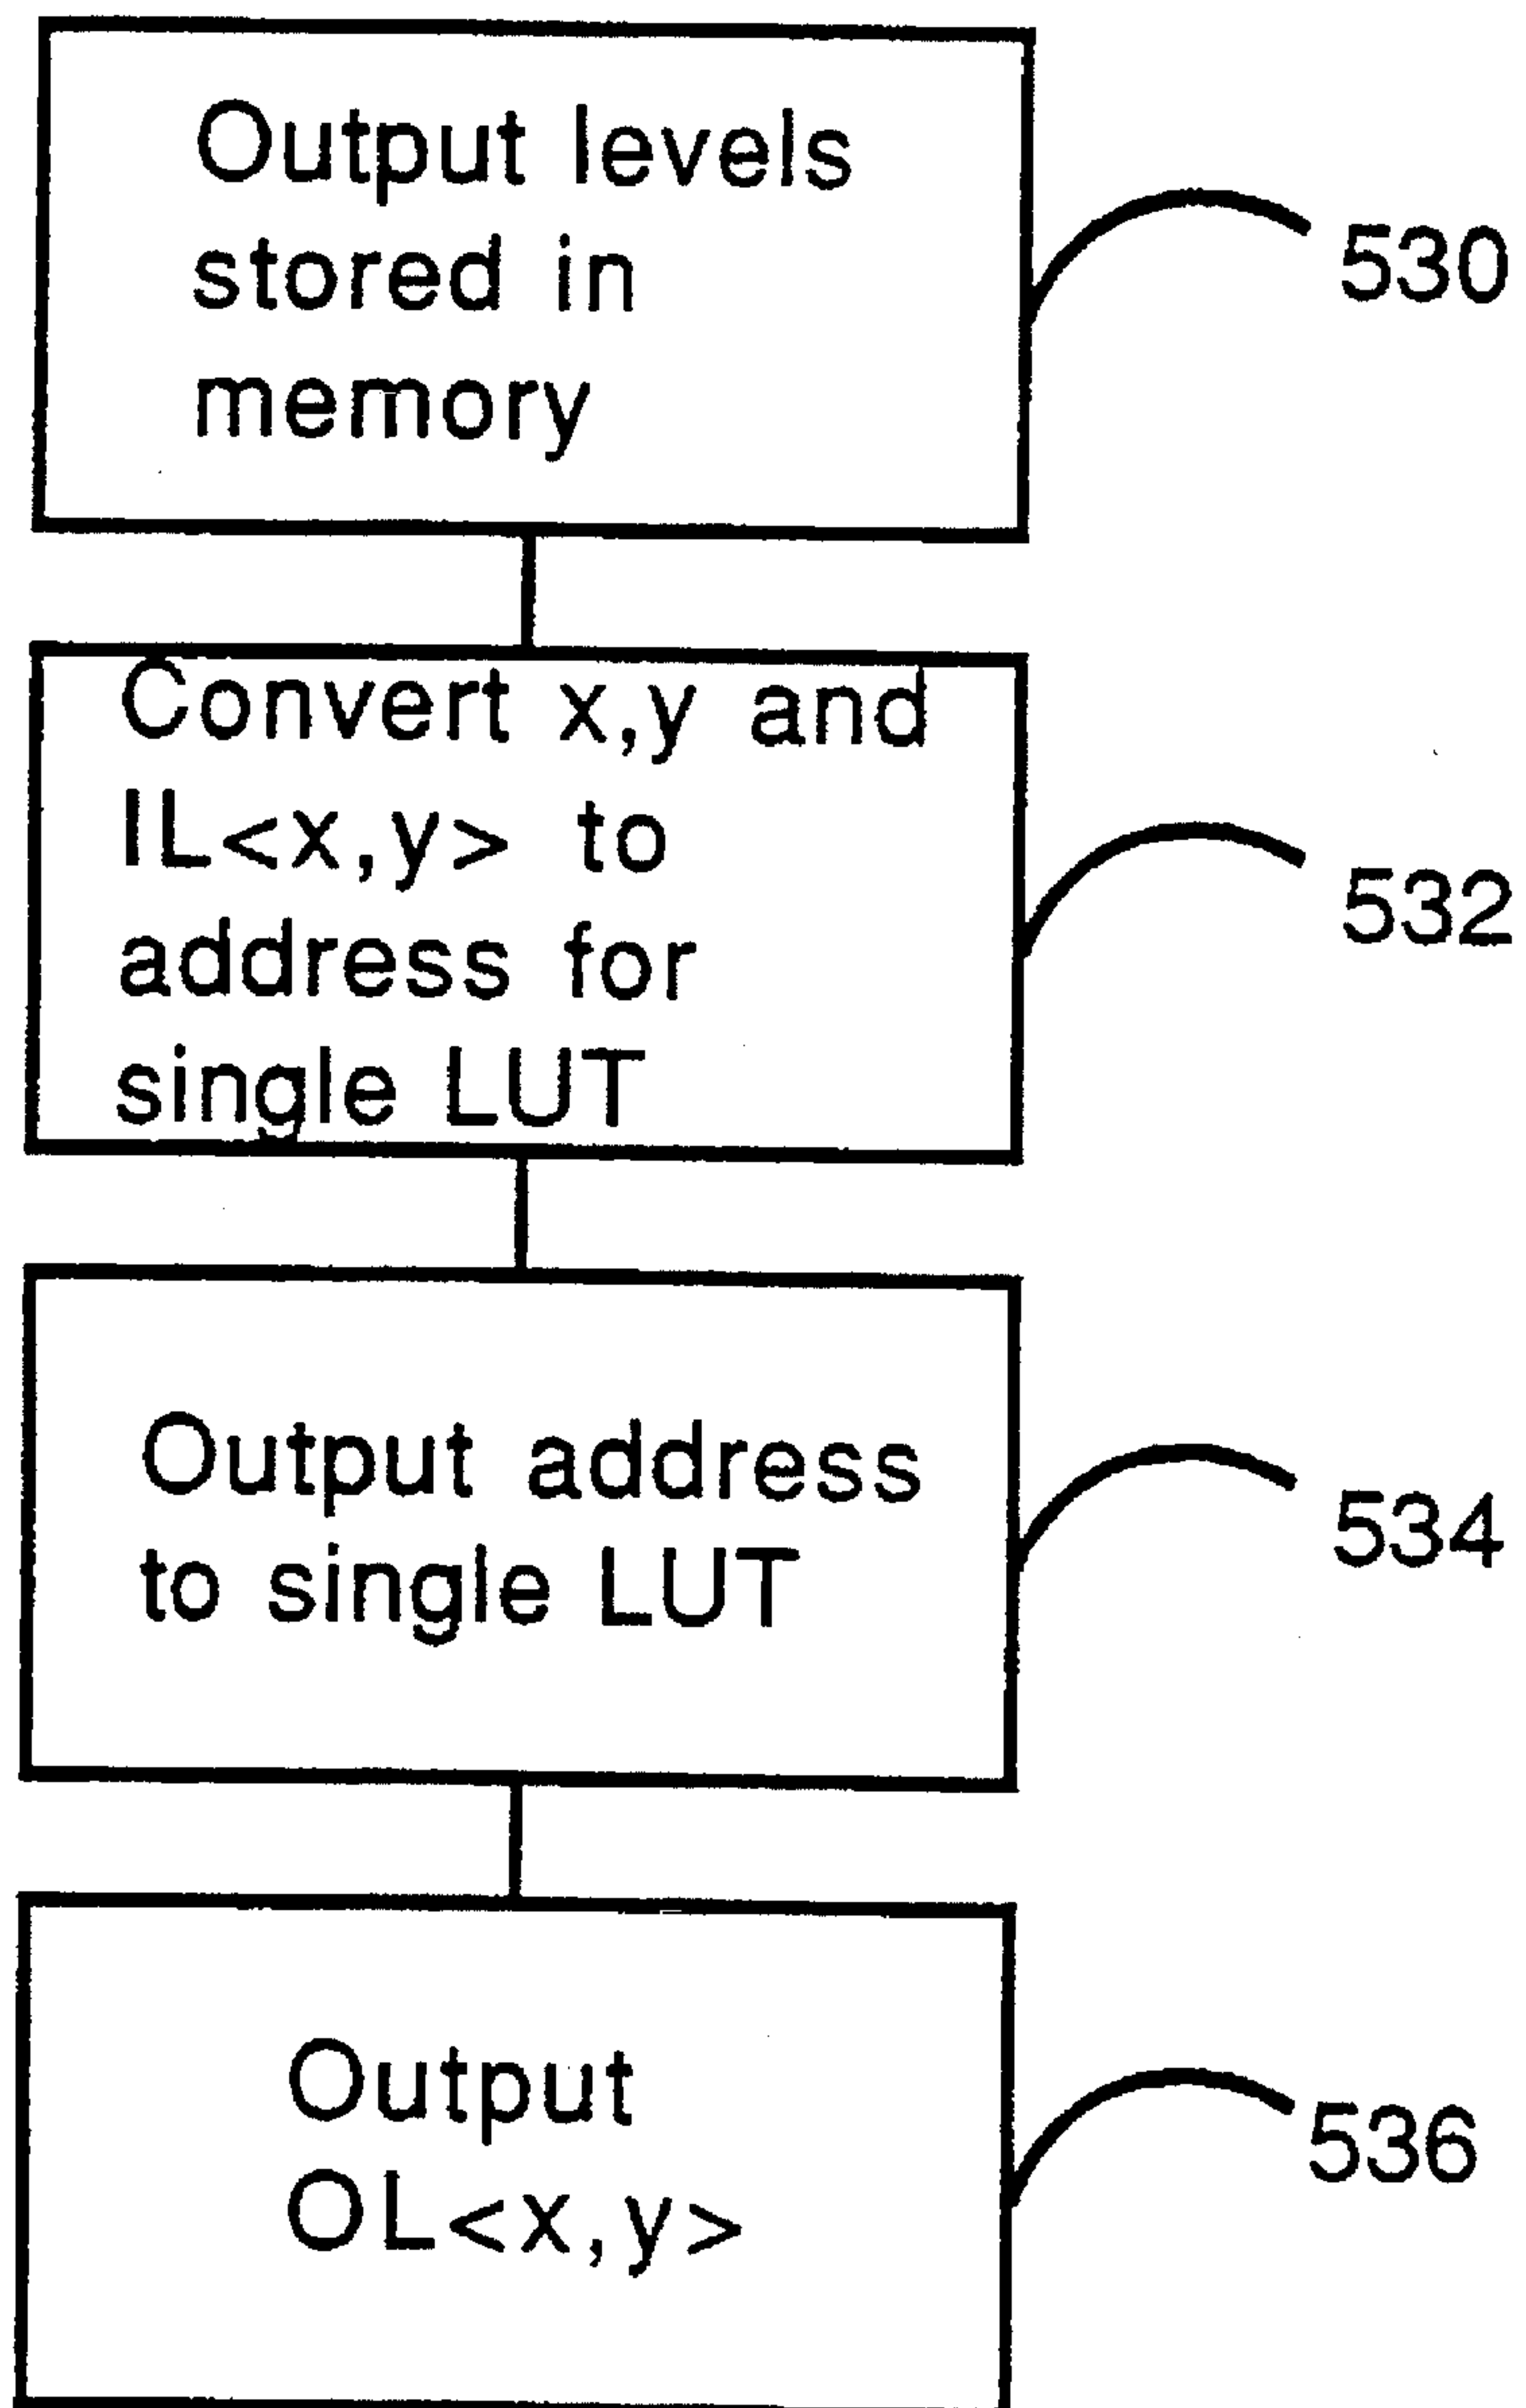 Output levels
stored in
memory
530
Convert x,y and
IL<x,y> to
address for
single LUT
532
Output address
to single LUT
534
Output
OL<x,y>
536